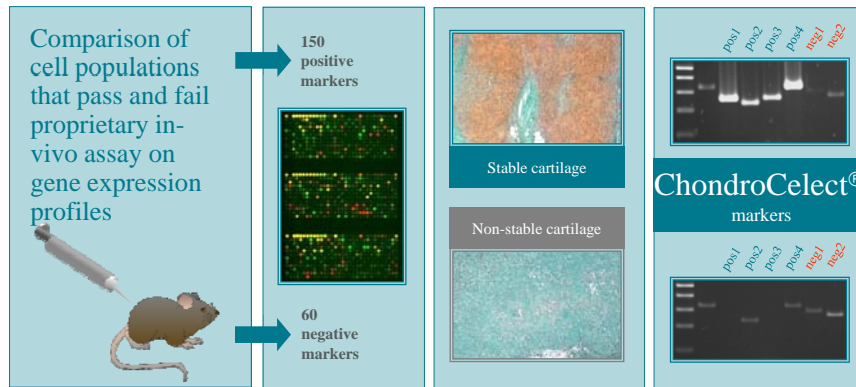 Comparison of
cell populations
that pass and fail
proprietary in-
vivo assay on
gene expression
profiles
150
positive
markers
60
negative
markers
Stable cartilage
Non-stable cartilage
pos1
pos2
pos3
pos4
neg1
neg2
ChondroCelect®
markers
pos1
pos2
pos3
pos4
neg1
neg2